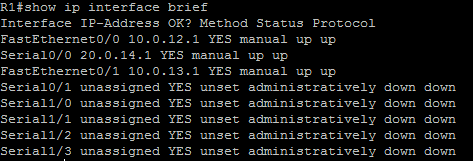 R1#show ip interface brief
Interface IP-Address OK? Method Status Protocol
FastEthernet0/0 10.0.12.1 YES manual up up
Serial0/0 20.0.14.1 YES manual up up
FastEthernet0/1 10.0.13.1 YES manual up up
Serial0/1 unassigned YES unset administratively down down
Serial1/0 unassigned YES unset administratively down down
Serial1/1 unassigned YES unset administratively down down
Serial1/2 unassigned YES unset administratively down down
Serial1/3 unassigned YES unset administratively down down